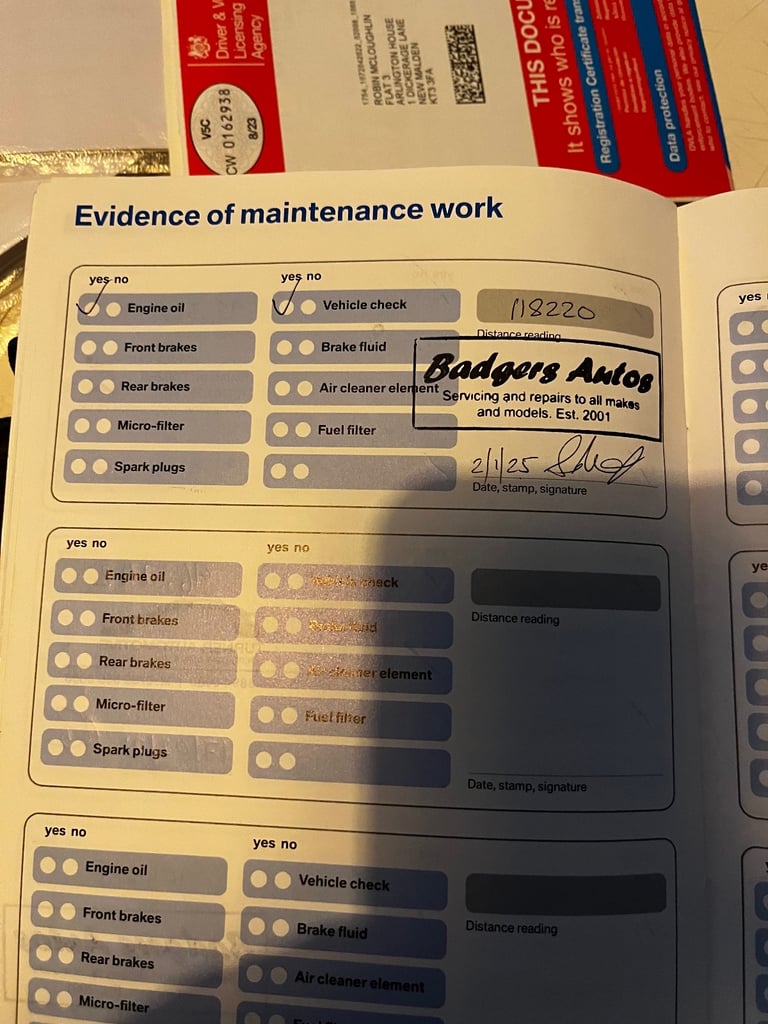 Driver & V
Licensing
Agency
V5C
CW 0162938
8/23
ROBIN MCLOUGHLIN
FLAT 3
ARLINGTON HOUSE
1 DICKERAGE LANE
NEW MALDEN
KT3 3FA
THIS DOCU
It shows who is re
Registration Certificate tran
Data protection
Evidence of maintenance work
yes no
Engine oil
Front brakes
Rear brakes
Micro-filter
Spark plugs
yes no
Vehicle check
Brake fluid
Air cleaner element
Fuel filter
118220
Distance reading
Badgers Autos
Servicing and repairs to all makes
and models. Est. 2001
2/1/25
Date, stamp, signature
yes no
Engine oil
Front brakes
Rear brakes
Micro-filter
Spark plugs
yes no
Vehicle check
Brake fluid
Air cleaner element
Fuel filter
Distance reading
Date, stamp, signature
yes no
Engine oil
Front brakes
Rear brakes
Micro-filter
yes no
Vehicle check
Brake fluid
Air cleaner element
Distance reading
yes
ye